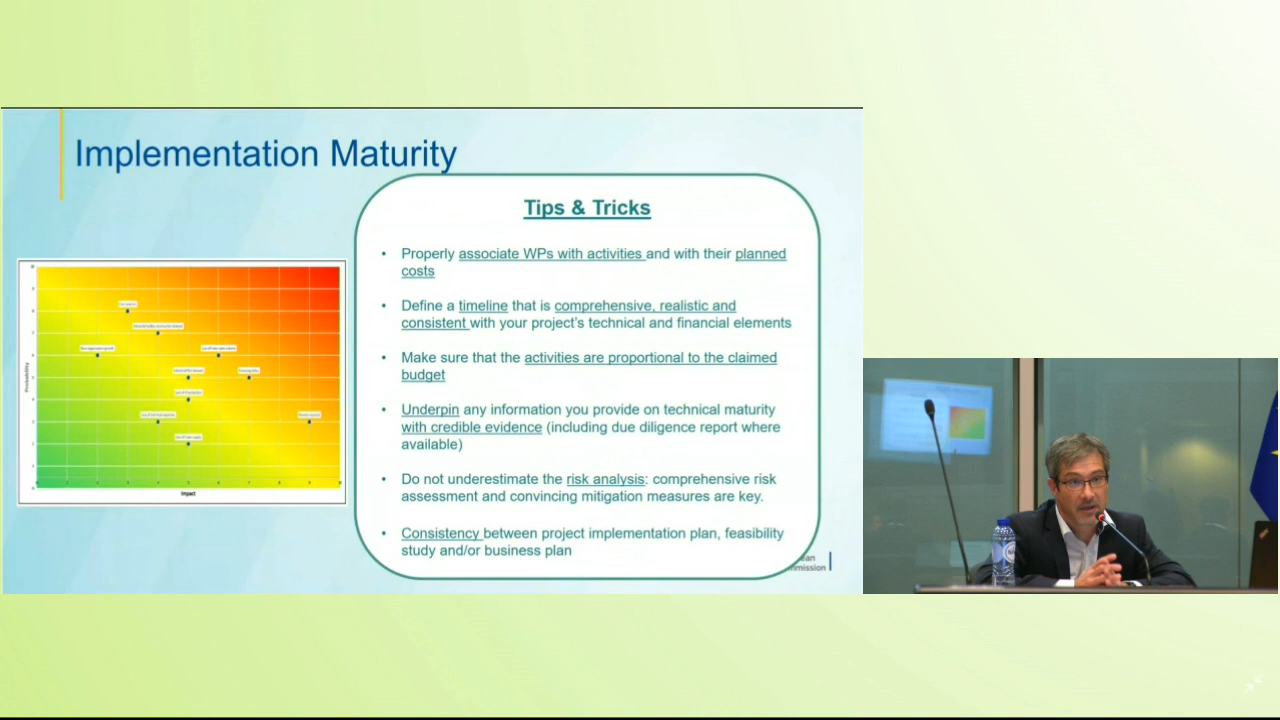 Implementation Maturity
Tips & Tricks
• Properly associate WPs with activities and with their planned
costs
• Define a timeline that is comprehensive, realistic and
consistent with your project's technical and financial elements
• Make sure that the activities are proportional to the claimed
budget
• Underpin any information you provide on technical maturity
with credible evidence (including due diligence report where
available)
• Do not underestimate the risk analysis: comprehensive risk
assessment and convincing mitigation measures are key.
• Consistency between project implementation plan, feasibility
study and/or business plan
Probability
Impact